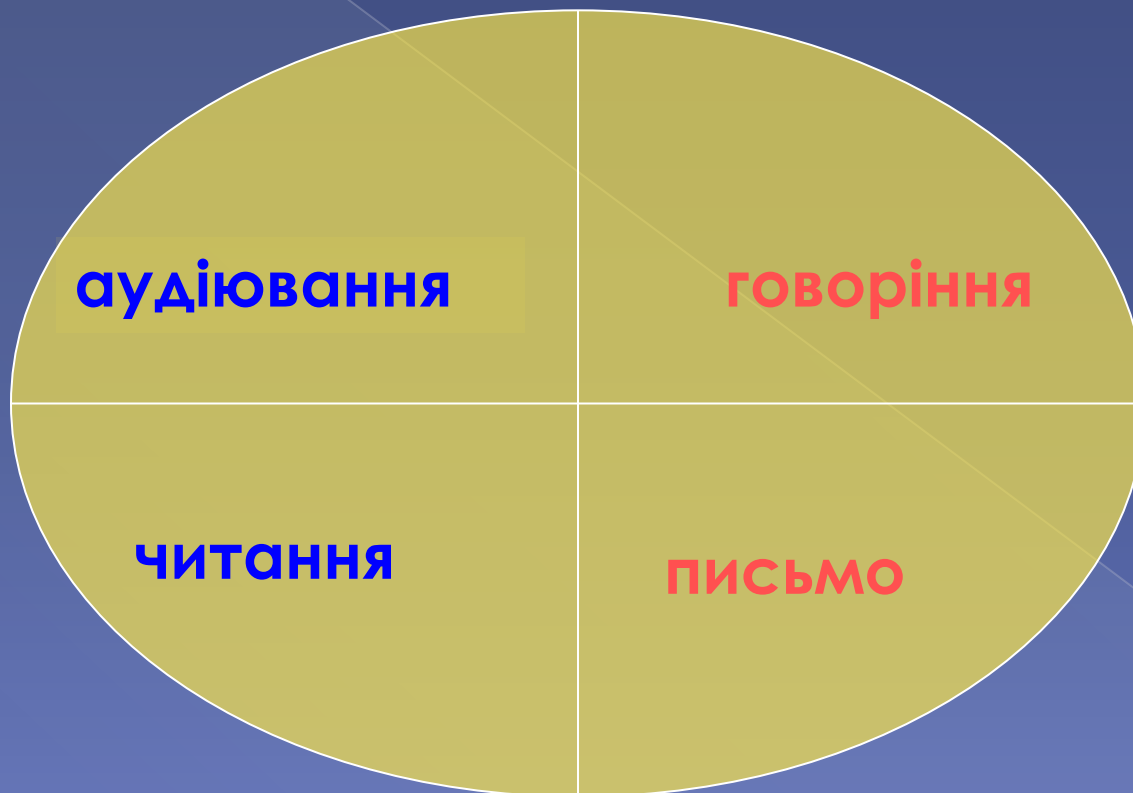 аудіювання
говоріння
читання
письмо